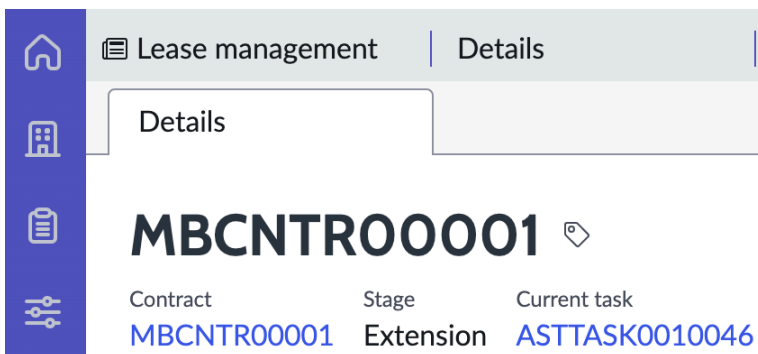 Lease management Details
Details
MBCNTR00001
Contract Stage Current task
MBCNTR00001 Extension ASTTASK0010046